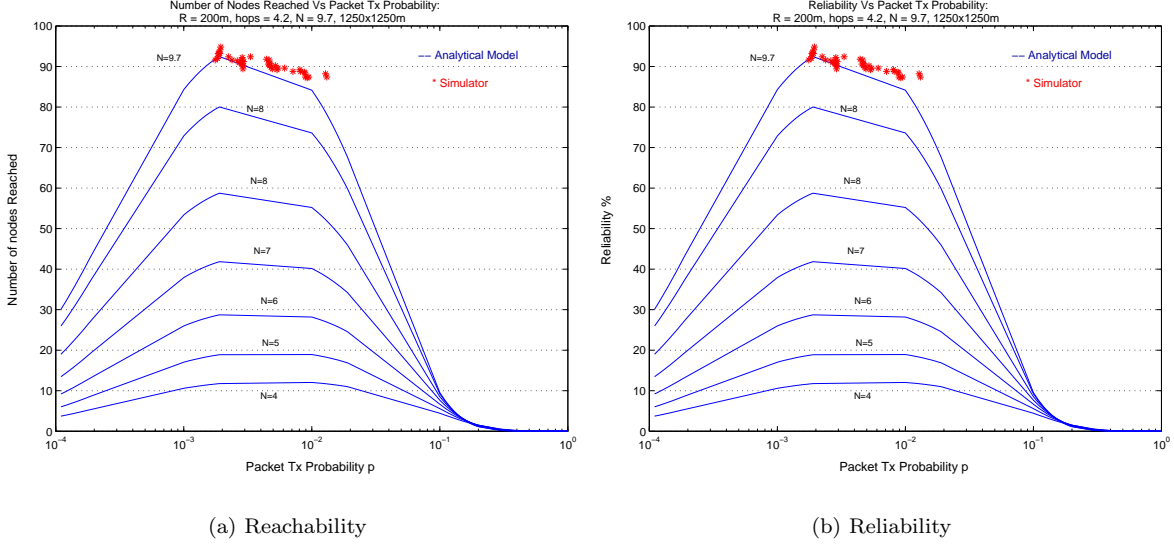 Number of Nodes Reached Vs Packet Tx Probability:
R = 200m, hops = 4.2, N = 9.7, 1250x1250m
100
90
80
70
60
50
40
30
20
10
0
Number of nodes Reached
N=9.7
N=8
N=8
N=7
N=6
N=5
N=4
-- Analytical Model
* Simulator
10^-4
10^-3
10^-2
10^-1
10^0
Packet Tx Probability p
(a) Reachability
Reliability Vs Packet Tx Probability:
R = 200m, hops = 4.2, N = 9.7, 1250x1250m
100
90
80
70
60
50
40
30
20
10
0
Reliability %
N=9.7
N=8
N=8
N=7
N=6
N=5
N=4
-- Analytical Model
* Simulator
10^-4
10^-3
10^-2
10^-1
10^0
Packet Tx Probability p
(b) Reliability